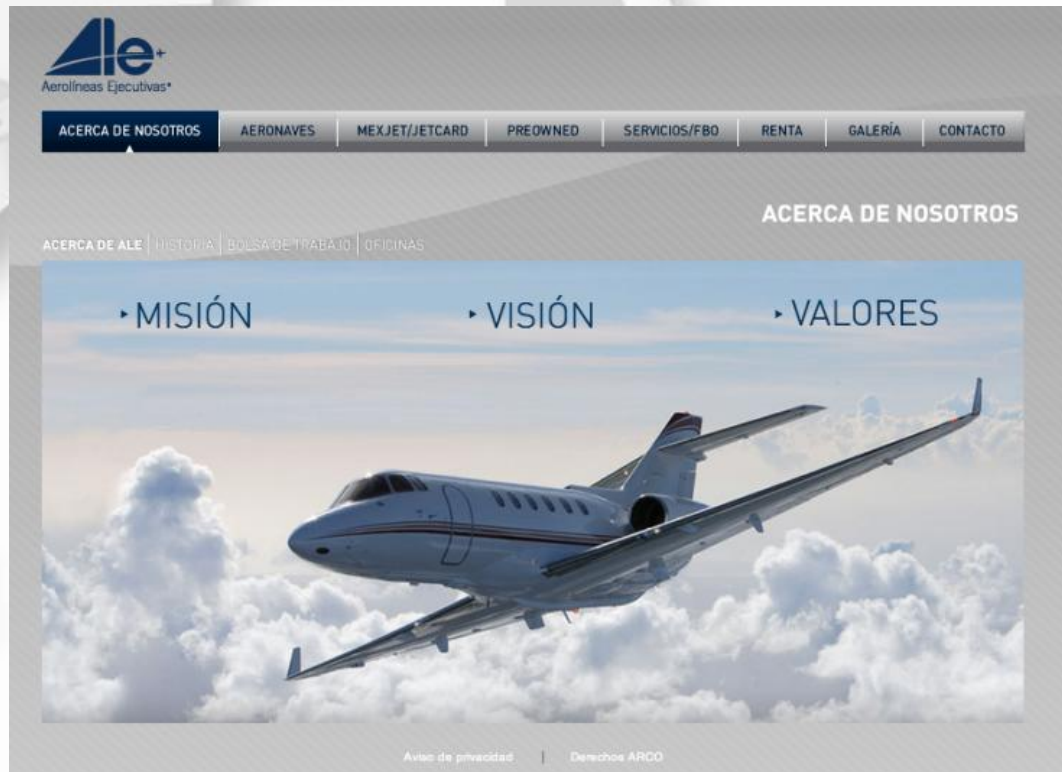 Ale+
Aerolíneas Ejecutivas
ACERCA DE NOSOTROS AERONAVES MEXJET/JETCARD PREOWNED SERVICIOS/FBO RENTA GALERÍA CONTACTO
ACERCA DE NOSOTROS
ACERCA DE ALE | HISTORIA | BOLSA DE TRABAJO | OFICINAS
MISIÓN VISIÓN VALORES
Aviso de privacidad | Derechos ARCO